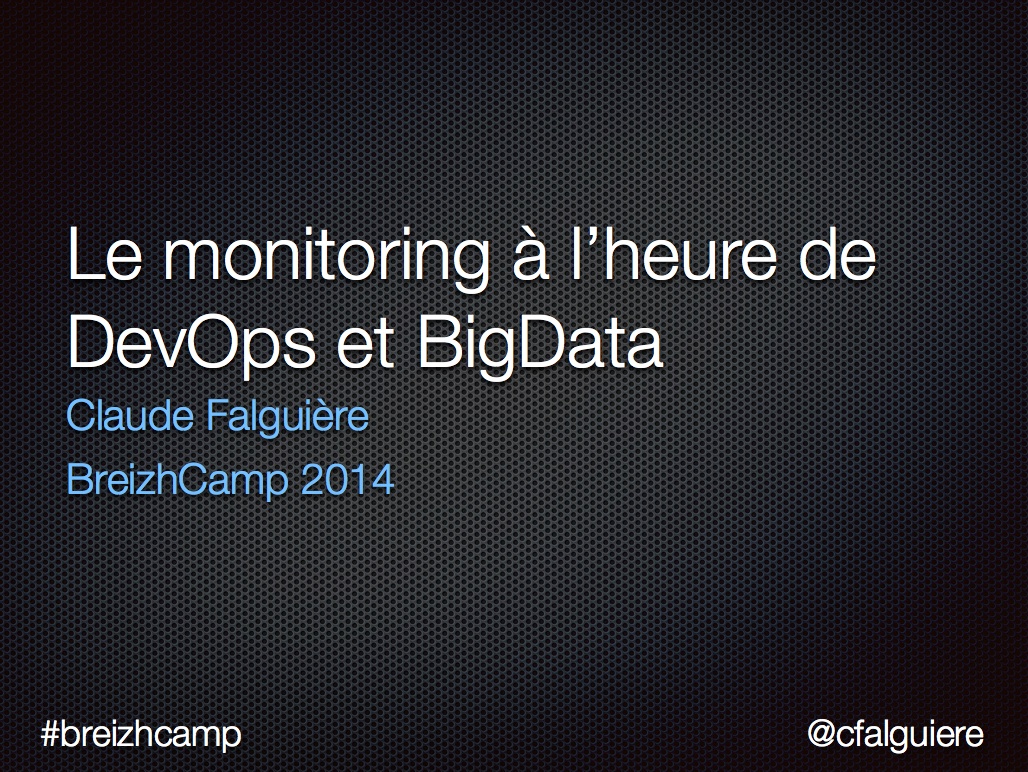 Le monitoring à l’heure de
DevOps et BigData
Claude Falguière
BreizhCamp 2014
#breizhcamp
@cfalguiere